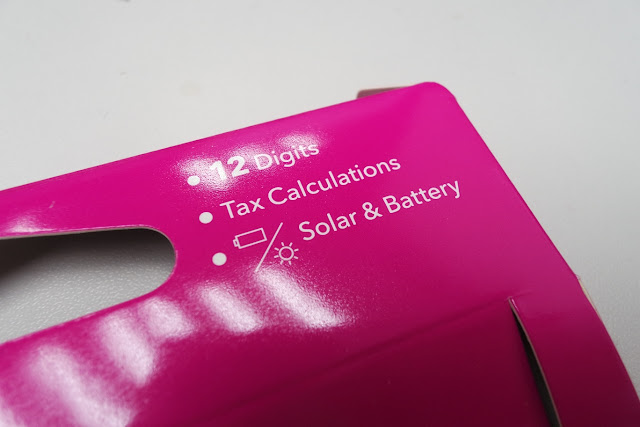 • 12 Digits
• Tax Calculations
• Solar & Battery